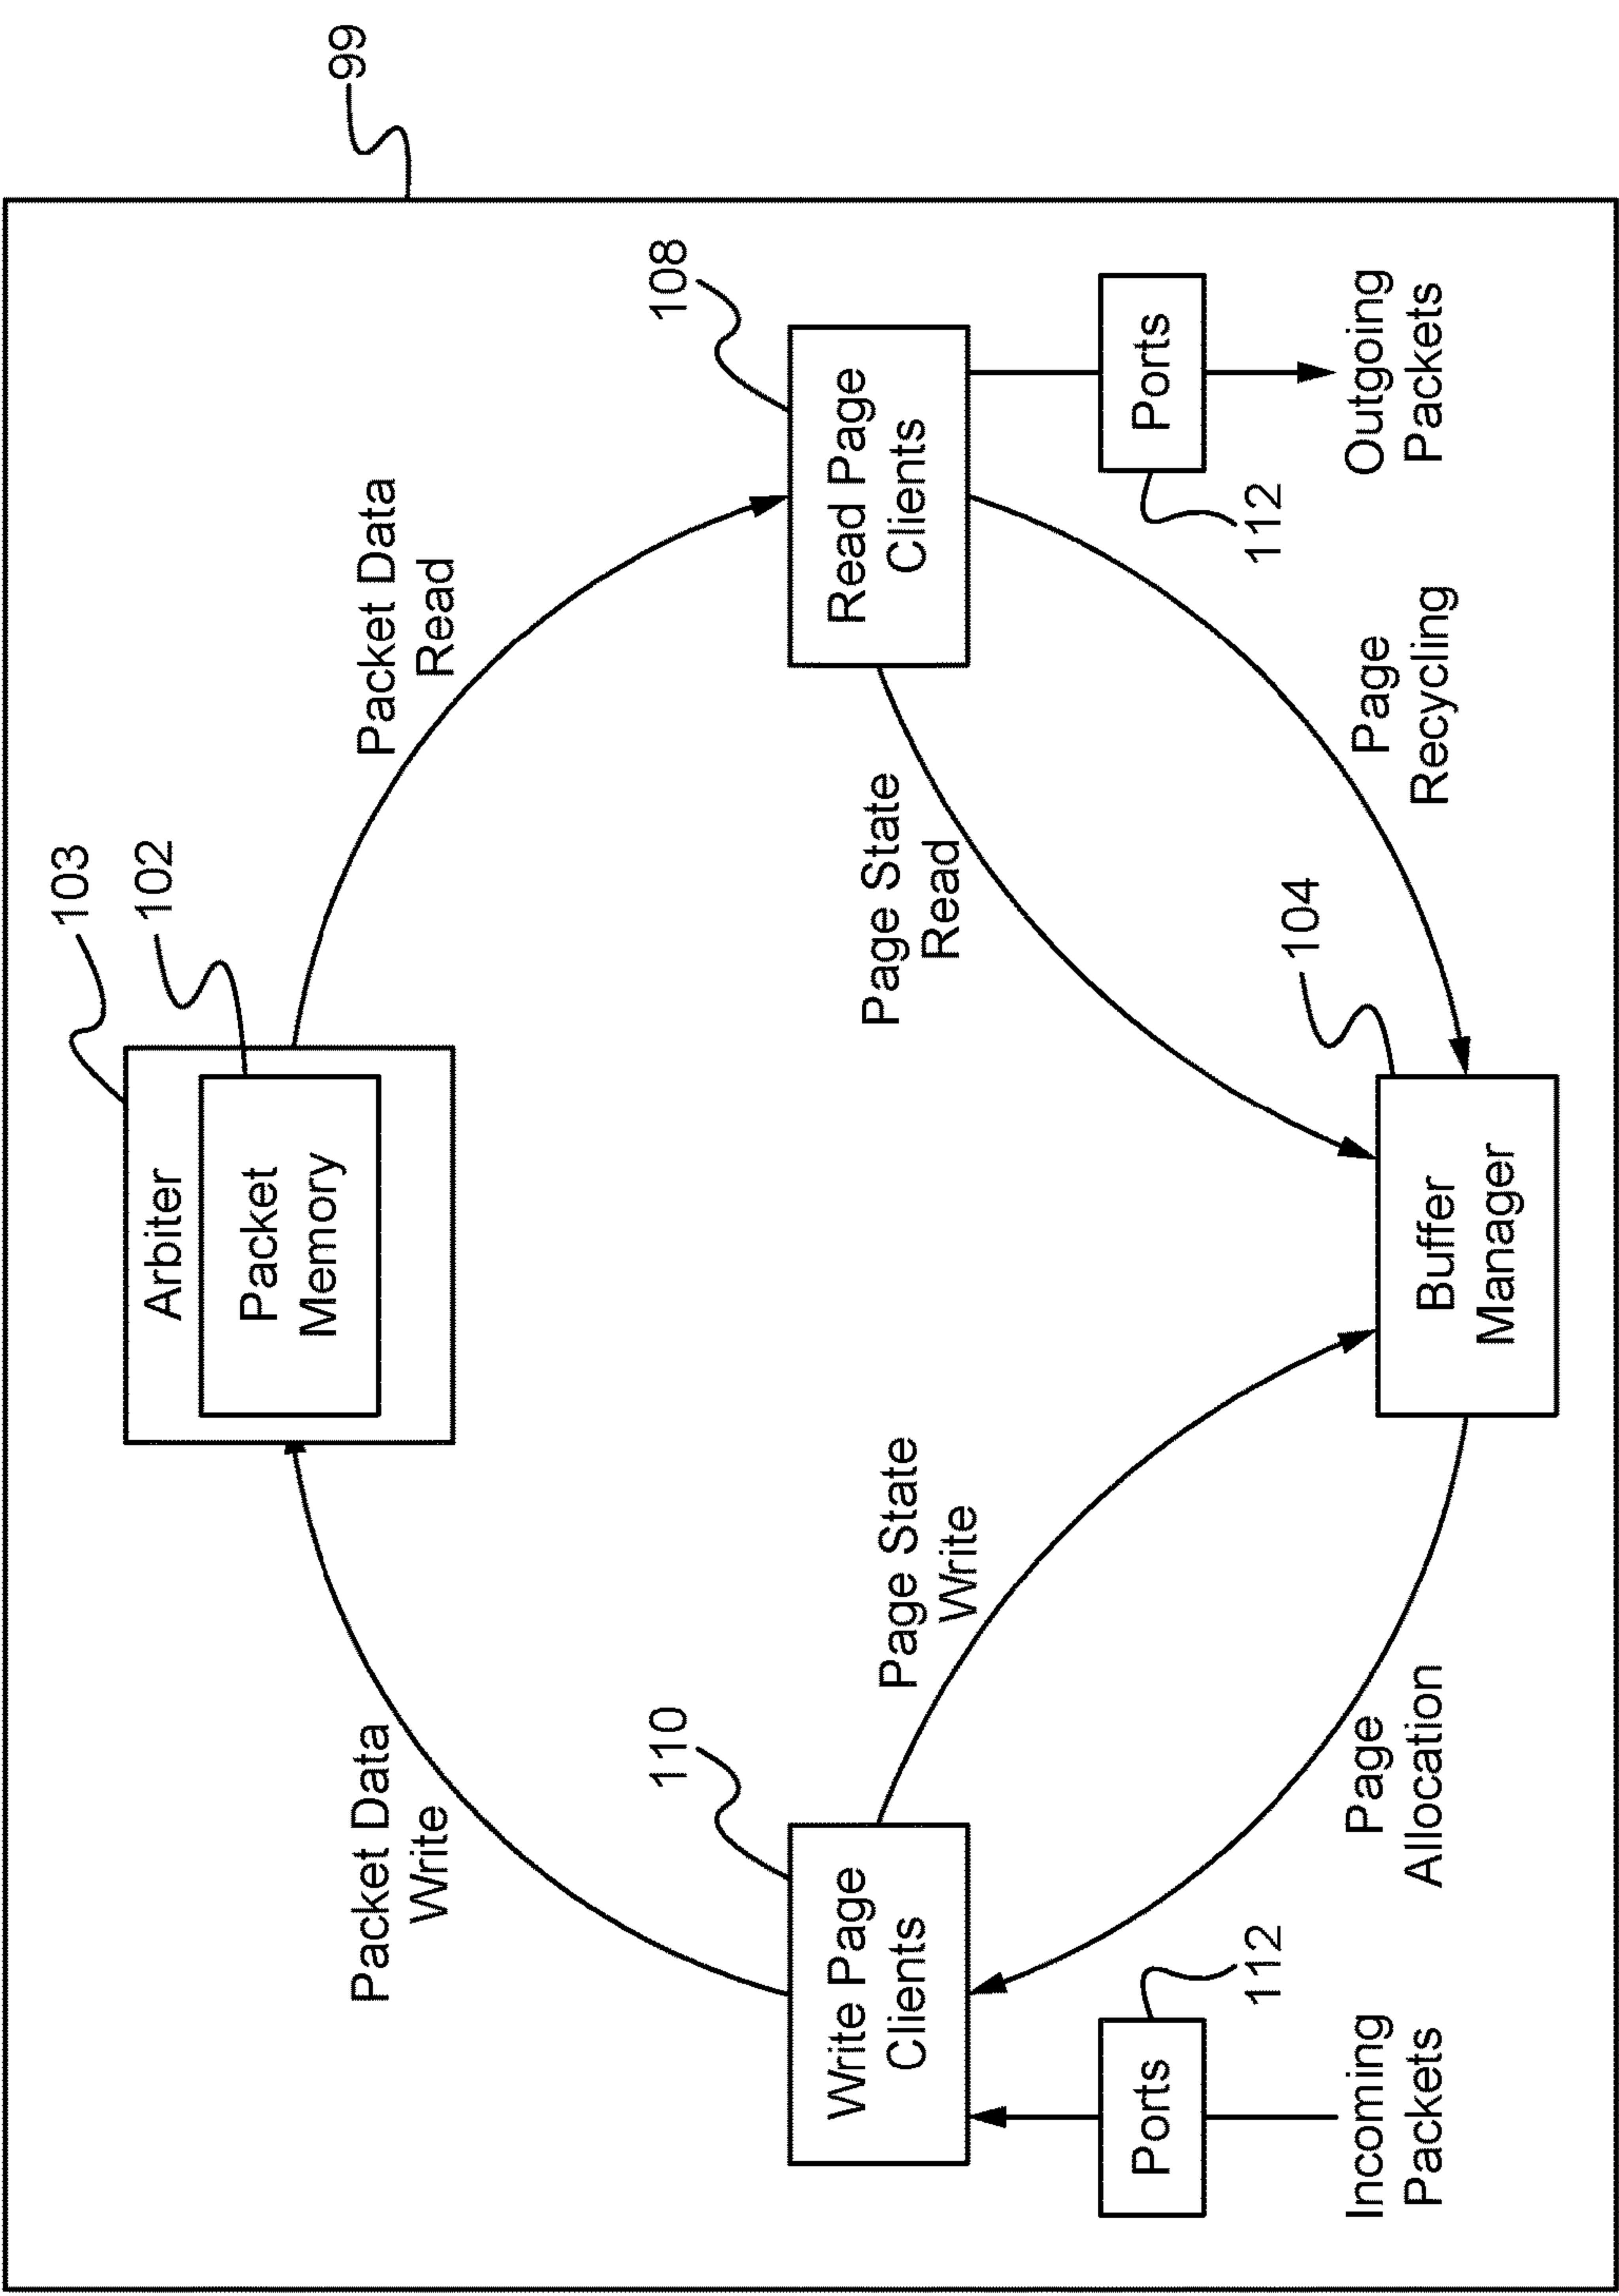 99
103
102
Arbiter
Packet
Memory
Packet Data
Write
Packet Data
Read
110
Write Page
Clients
108
Read Page
Clients
Page State
Write
Page State
Read
Ports
112
Incoming
Packets
Page
Allocation
104
Buffer
Manager
Page
Recycling
Ports
112
Outgoing
Packets